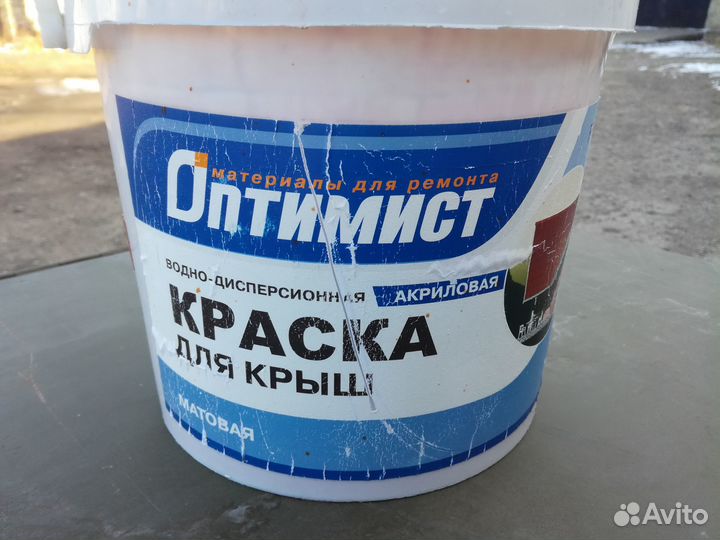 материалы для ремонта
Оптимист
ВОДНО-ДИСПЕРСИОННАЯ АКРИЛОВАЯ
КРАСКА
ДЛЯ КРЫШ
МАТОВАЯ
Avito